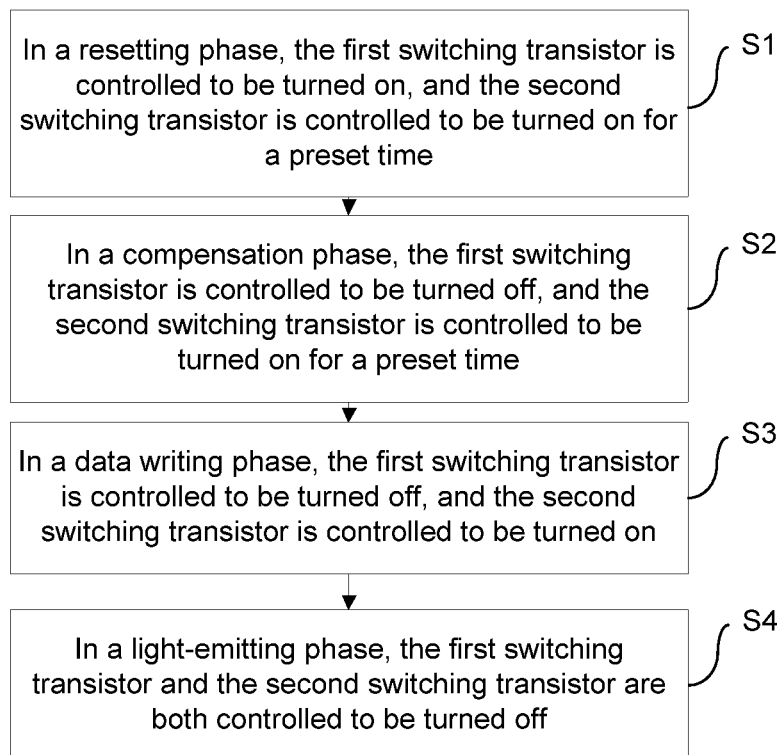 In a resetting phase, the first switching transistor is
controlled to be turned on, and the second
switching transistor is controlled to be turned on for
a preset time
S1
In a compensation phase, the first switching
transistor is controlled to be turned off, and the
second switching transistor is controlled to be
turned on for a preset time
S2
In a data writing phase, the first switching transistor
is controlled to be turned off, and the second
switching transistor is controlled to be turned on
S3
In a light-emitting phase, the first switching
transistor and the second switching transistor are
both controlled to be turned off
S4